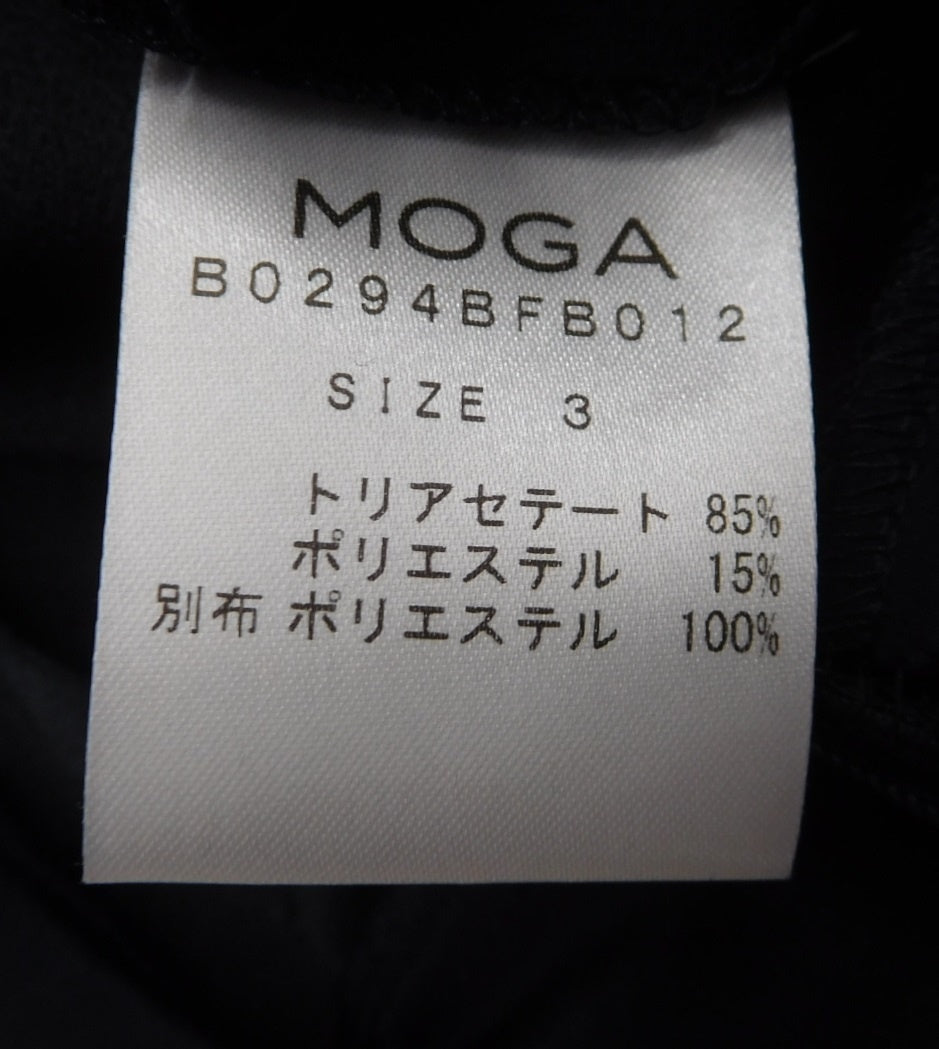 MOGA
B0294BFB012
SIZE 3
トリアセテート 85%
ポリエステル 15%
別布 ポリエステル 100%